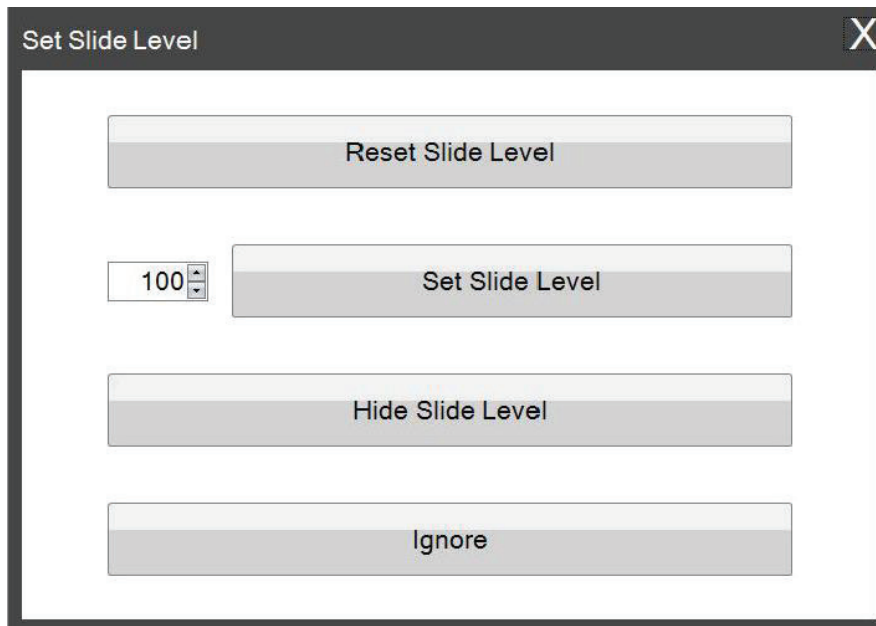 Set Slide Level X
Reset Slide Level
100 Set Slide Level
Hide Slide Level
Ignore